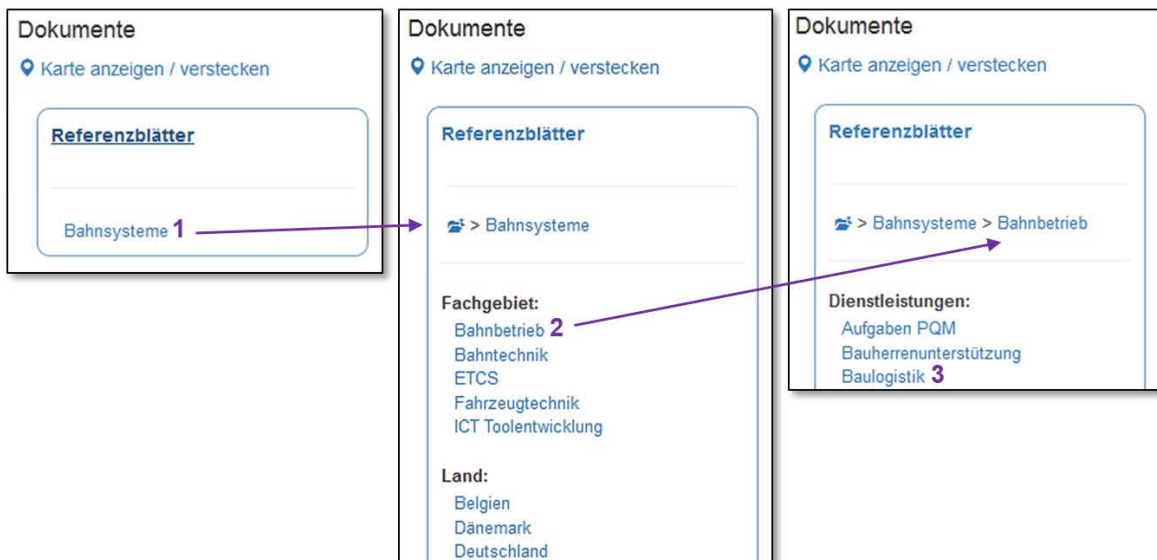 Dokumente
Karte anzeigen / verstecken
Referenzblätter
Bahnsysteme 1
Dokumente
Karte anzeigen / verstecken
Referenzblätter
> Bahnsysteme
Fachgebiet:
Bahnbetrieb 2
Bahntechnik
ETCS
Fahrzeugtechnik
ICT Toolentwicklung
Land:
Belgien
Dänemark
Deutschland
Dokumente
Karte anzeigen / verstecken
Referenzblätter
> Bahnsysteme > Bahnbetrieb
Dienstleistungen:
Aufgaben PQM
Bauherrenunterstützung
Baulogistik 3